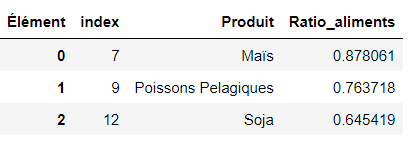 Élément index Produit Ratio_aliments
0 7 Maïs 0.878061
1 9 Poissons Pelagiques 0.763718
2 12 Soja 0.645419